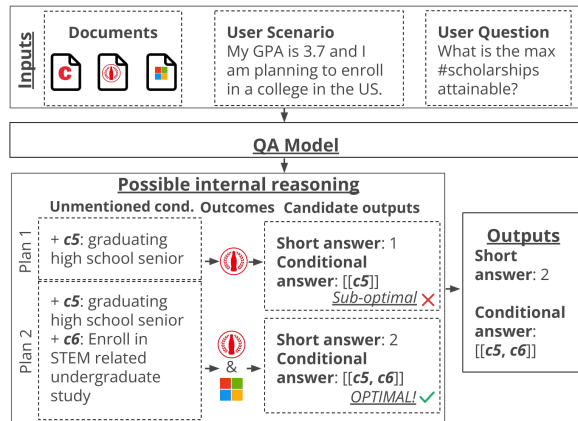 Inputs
Documents
C
User Scenario
My GPA is 3.7 and I
am planning to enroll
in a college in the US.
User Question
What is the max
#scholarships
attainable?
QA Model
Possible internal reasoning
Unmentioned cond. Outcomes Candidate outputs
Plan 1
+ c5: graduating
high school senior
Short answer: 1
Conditional
answer: [[c5]]
Sub-optimal
Plan 2
+ c5: graduating
high school senior
+ c6: Enroll in
STEM related
undergraduate
study
&
Short answer: 2
Conditional
answer: [[c5, c6]]
OPTIMAL!
Outputs
Short
answer: 2
Conditional
answer:
[[c5, c6]]